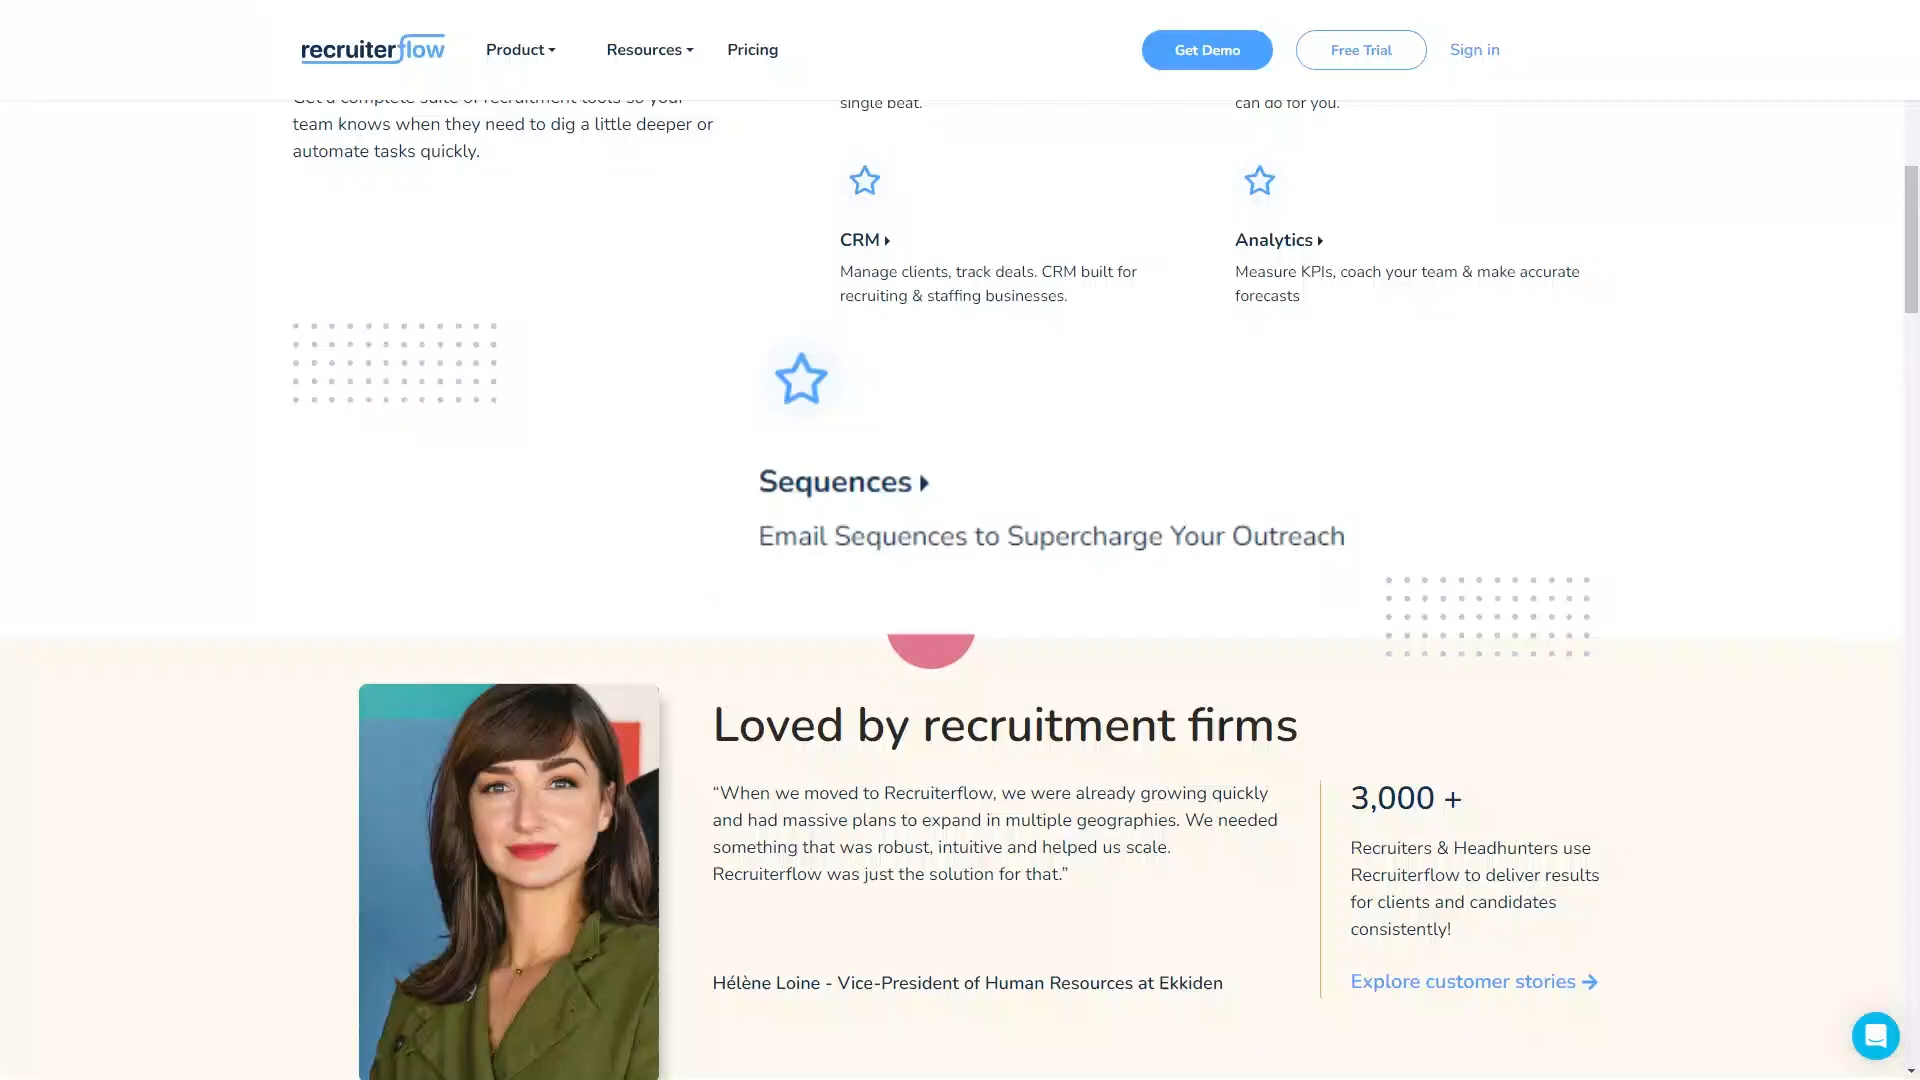 recruiterflow
Product
Resources
Pricing
Get Demo
Free Trial
Sign in
Get a complete suite of recruitment tools so your
team knows when they need to dig a little deeper or
automate tasks quickly.
single beat.
can do for you.
CRM
Manage clients, track deals. CRM built for
recruiting & staffing businesses.
Analytics
Measure KPIs, coach your team & make accurate
forecasts
Sequences
Email Sequences to Supercharge Your Outreach
Loved by recruitment firms
“When we moved to Recruiterflow, we were already growing quickly
and had massive plans to expand in multiple geographies. We needed
something that was robust, intuitive and helped us scale.
Recruiterflow was just the solution for that.”
Hélène Loine - Vice-President of Human Resources at Ekkiden
3,000 +
Recruiters & Headhunters use
Recruiterflow to deliver results
for clients and candidates
consistently!
Explore customer stories